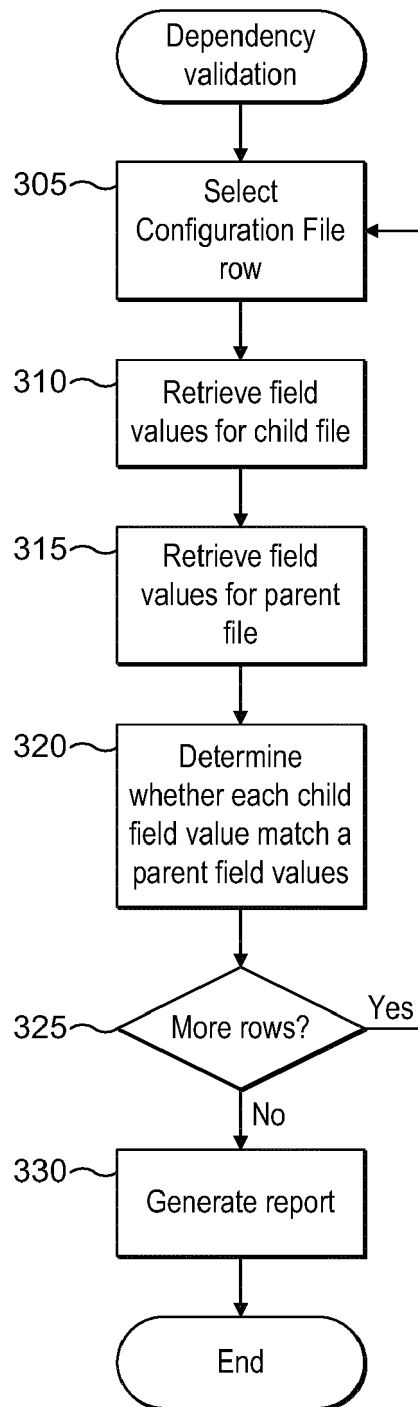 Dependency
validation
305
Select
Configuration File
row
310
Retrieve field
values for child file
315
Retrieve field
values for parent
file
320
Determine
whether each child
field value match a
parent field values
325
More rows?
Yes
No
330
Generate report
End